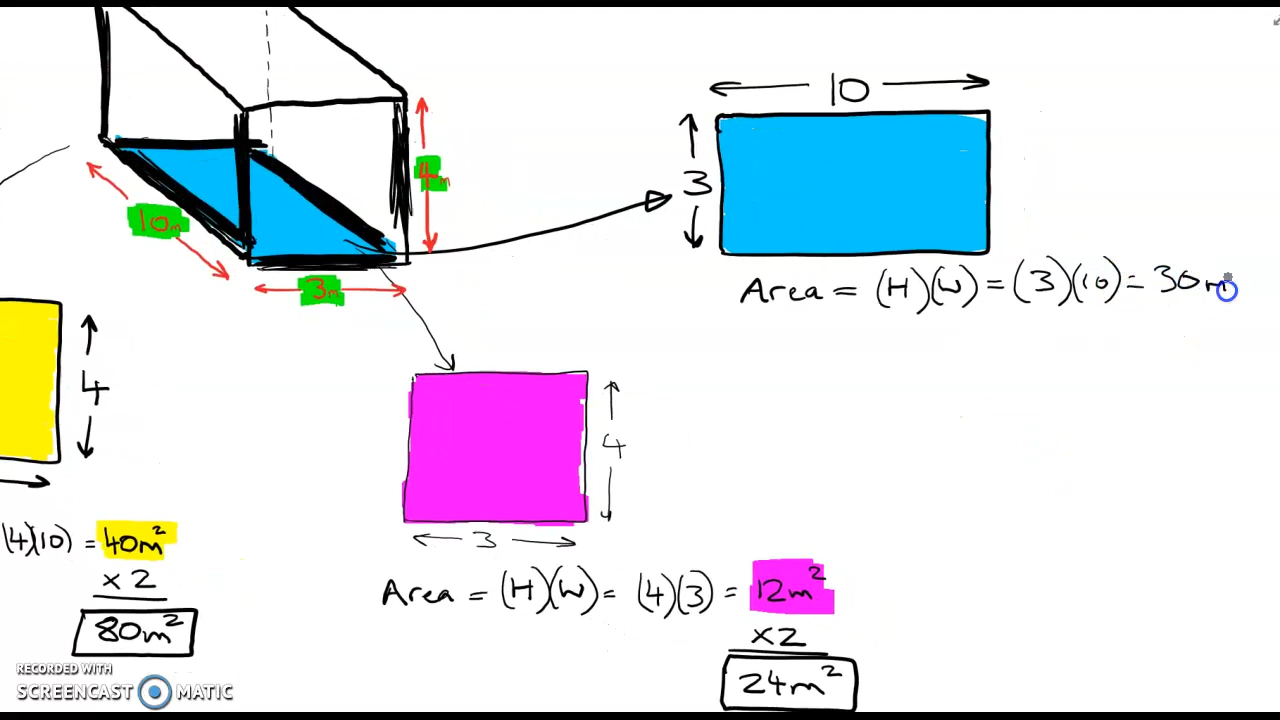 10
4m
3
10m
3m
Area = (H)(W) = (3)(10) = 30m
4
4
3
(4)(10) = 40m²
x2
80m²
Area = (H)(W) = (4)(3) = 12m²
x2
24m²
RECORDED WITH
SCREENCAST MATIC